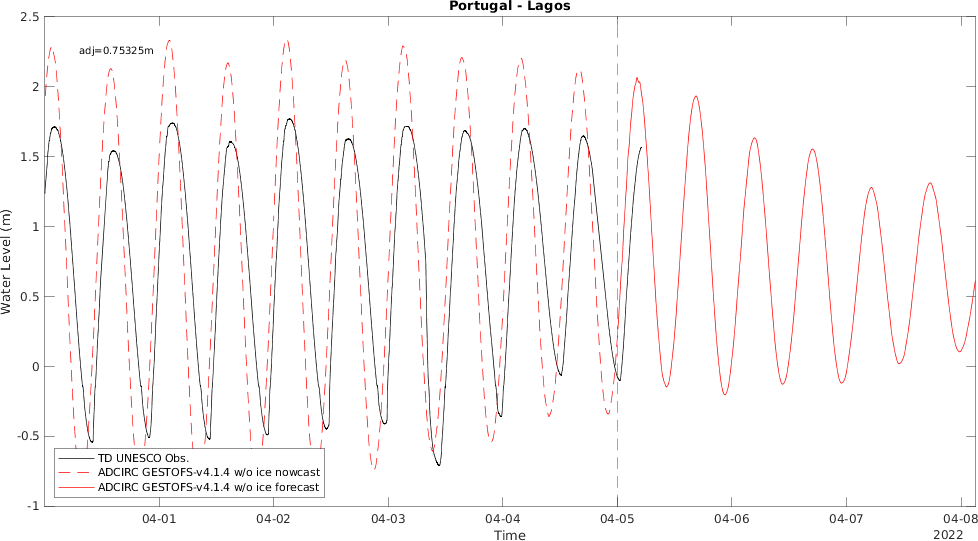 Portugal - Lagos
2.5
adj=0.75325m
2
1.5
1
0.5
0
-0.5
-1
Water Level (m)
TD UNESCO Obs.
ADCIRC GESTOFS-v4.1.4 w/o ice nowcast
ADCIRC GESTOFS-v4.1.4 w/o ice forecast
04-01 04-02 04-03 04-04 04-05 04-06 04-07 04-08
Time 2022